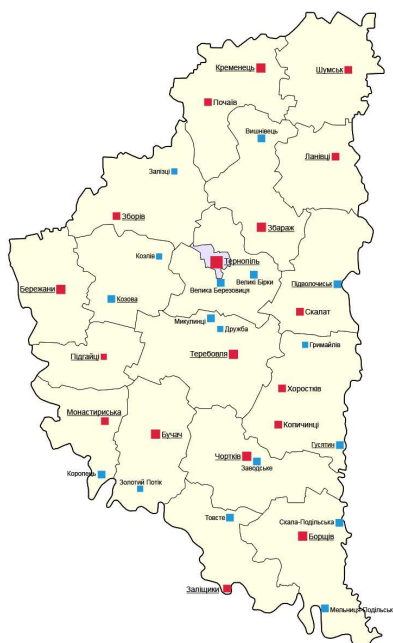 Кременець
Шумськ
Почаїв
Вишнівець
Ланівці
Залізці
Зборів
Збараж
Козлів
Тернопіль
Великі Бірки
Підволочиськ
Бережани
Велика Березовиця
Козова
Скалат
Микулинці
Дружба
Гримайлів
Підгайці
Теребовля
Хоростків
Монастириська
Копичинці
Бучач
Гусятин
Чортків
Заводське
Коропець
Золотий Потік
Товсте
Скала-Подільська
Борщів
Заліщики
Мельниця-Подільськ